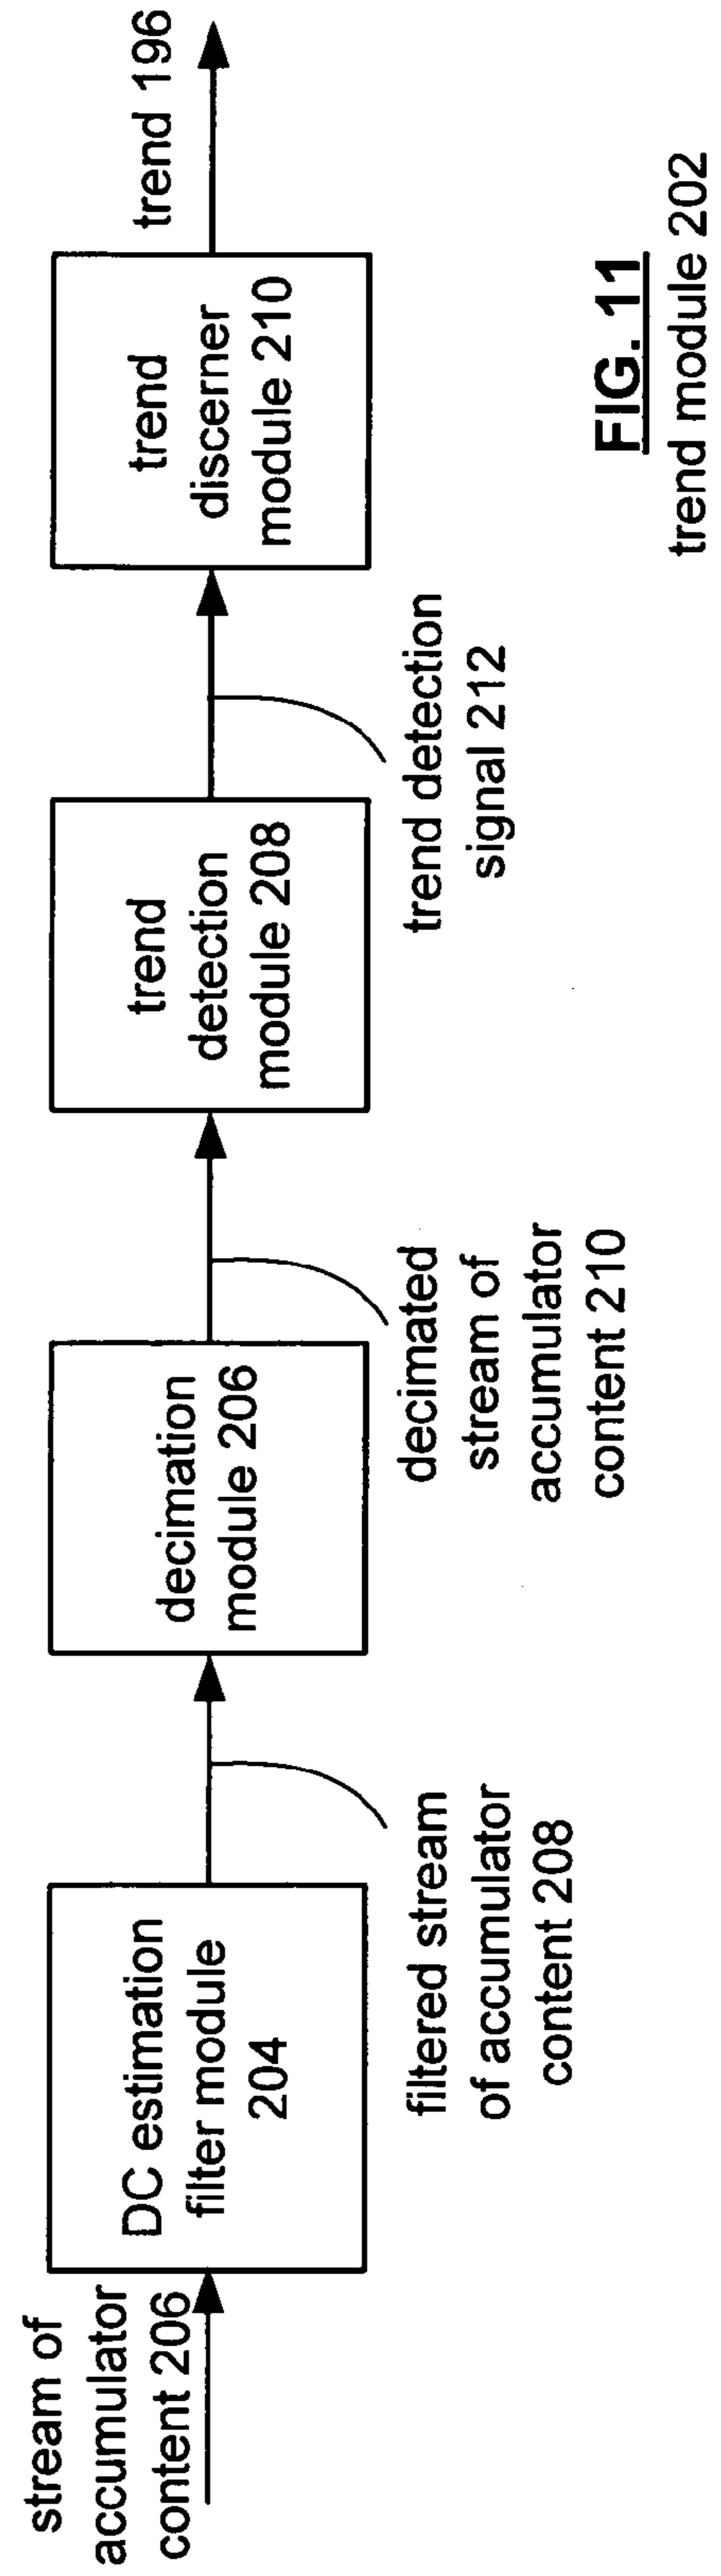 stream of
accumulator
content 206
DC estimation
filter module
204
filtered stream
of accumulator
content 208
decimation
module 206
decimated
stream of
accumulator
content 210
trend
detection
module 208
trend detection
signal 212
trend
discerner
module 210
trend 196
FIG. 11
trend module 202